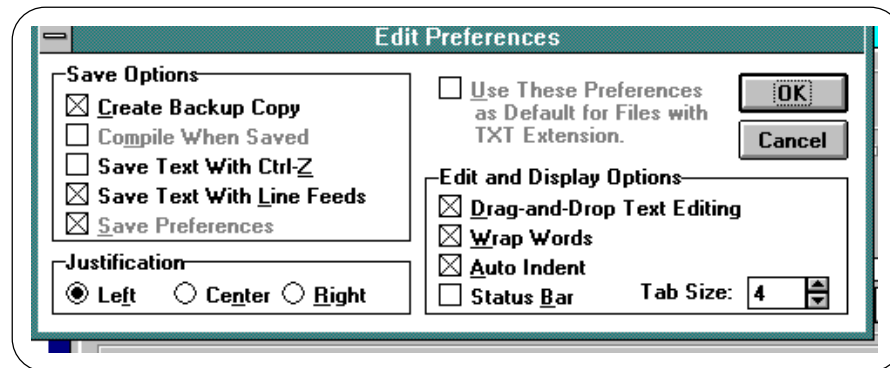 Edit Preferences
Save Options
Create Backup Copy
Compile When Saved
Save Text With Ctrl-Z
Save Text With Line Feeds
Save Preferences
Justification
Left Center Right
Use These Preferences
as Default for Files with
TXT Extension.
OK
Cancel
Edit and Display Options
Drag-and-Drop Text Editing
Wrap Words
Auto Indent
Status Bar Tab Size: 4